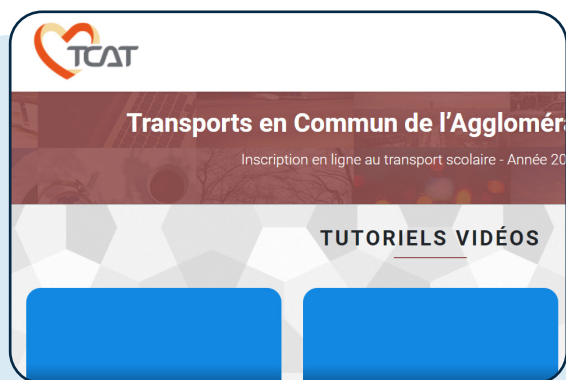 TCAT
Transports en Commun de l'Agglomér
Inscription en ligne au transport scolaire - Année 20
TUTORIELS VIDÉOS